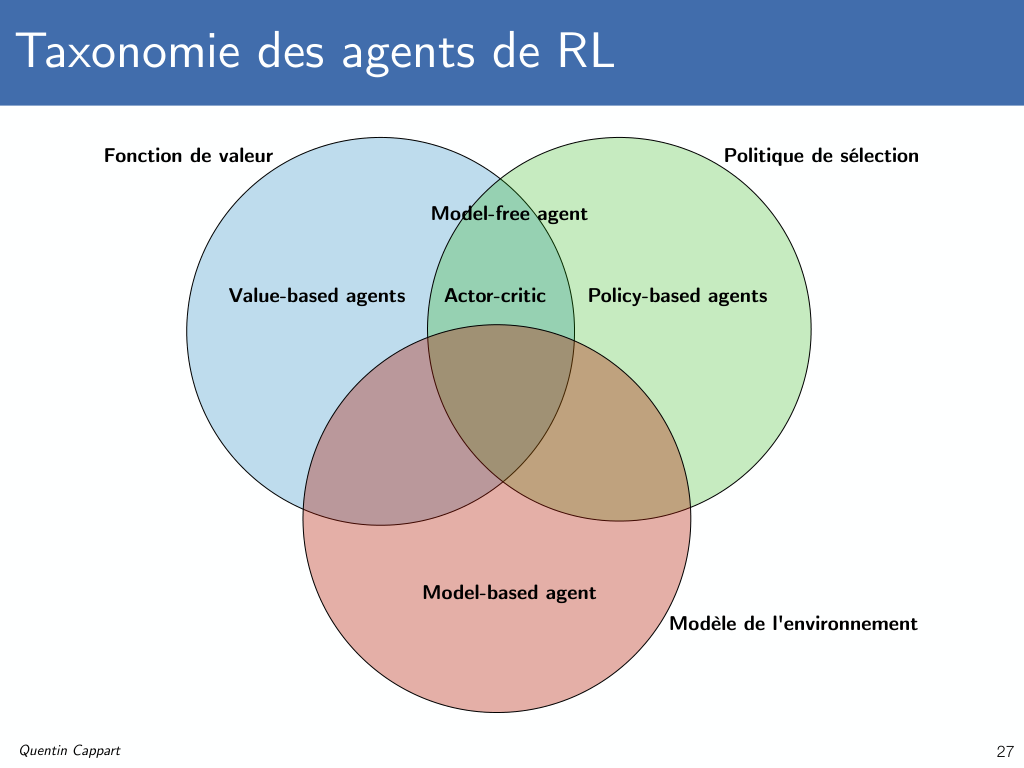 Taxonomie des agents de RL
Fonction de valeur
Politique de sélection
Model-free agent
Value-based agents
Actor-critic
Policy-based agents
Model-based agent
Modèle de l'environnement
Quentin Cappart
27